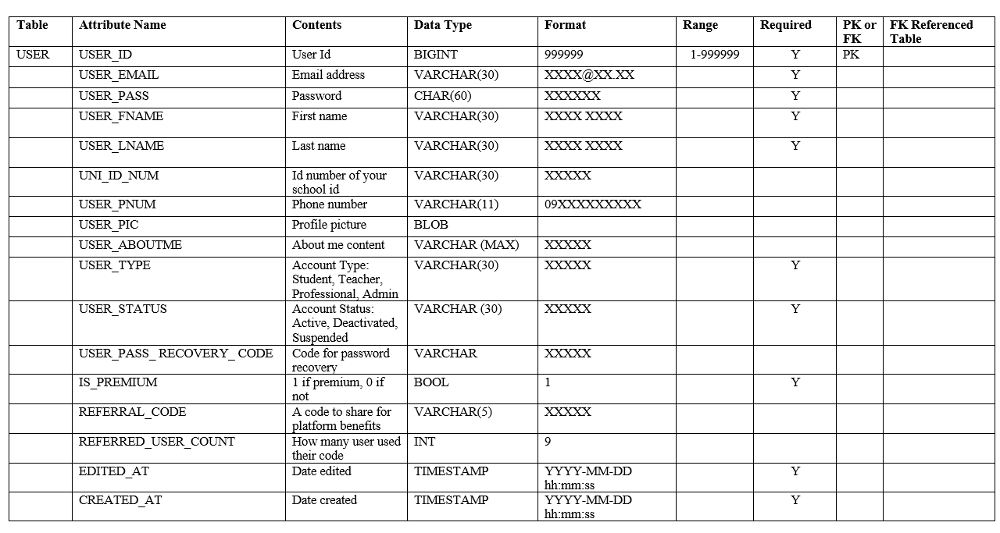 Table Attribute Name Contents Data Type Format Range Required PK or FK Referenced
FK Table
USER USER_ID User Id BIGINT 999999 1-999999 Y PK
USER_EMAIL Email address VARCHAR(30) XXXX@XX.XX Y
USER_PASS Password CHAR(60) XXXXXX Y
USER_FNAME First name VARCHAR(30) XXXX XXXX Y
USER_LNAME Last name VARCHAR(30) XXXX XXXX Y
UNI_ID_NUM Id number of your VARCHAR(30) XXXXX
school id
USER_PNUM Phone number VARCHAR(11) 09XXXXXXXXX
USER_PIC Profile picture BLOB
USER_ABOUTME About me content VARCHAR (MAX) XXXXX
USER_TYPE Account Type: VARCHAR(30) XXXXX Y
Student, Teacher,
Professional, Admin
USER_STATUS Account Status: VARCHAR (30) XXXXX Y
Active, Deactivated,
Suspended
USER_PASS_ RECOVERY_ CODE Code for password VARCHAR XXXXX
recovery
IS_PREMIUM 1 if premium, 0 if BOOL 1 Y
not
REFERRAL_CODE A code to share for VARCHAR(5) XXXXX
platform benefits
REFERRED_USER_COUNT How many user used INT 9
their code
EDITED_AT Date edited TIMESTAMP YYYY-MM-DD Y
hh:mm:ss
CREATED_AT Date created TIMESTAMP YYYY-MM-DD Y
hh:mm:ss